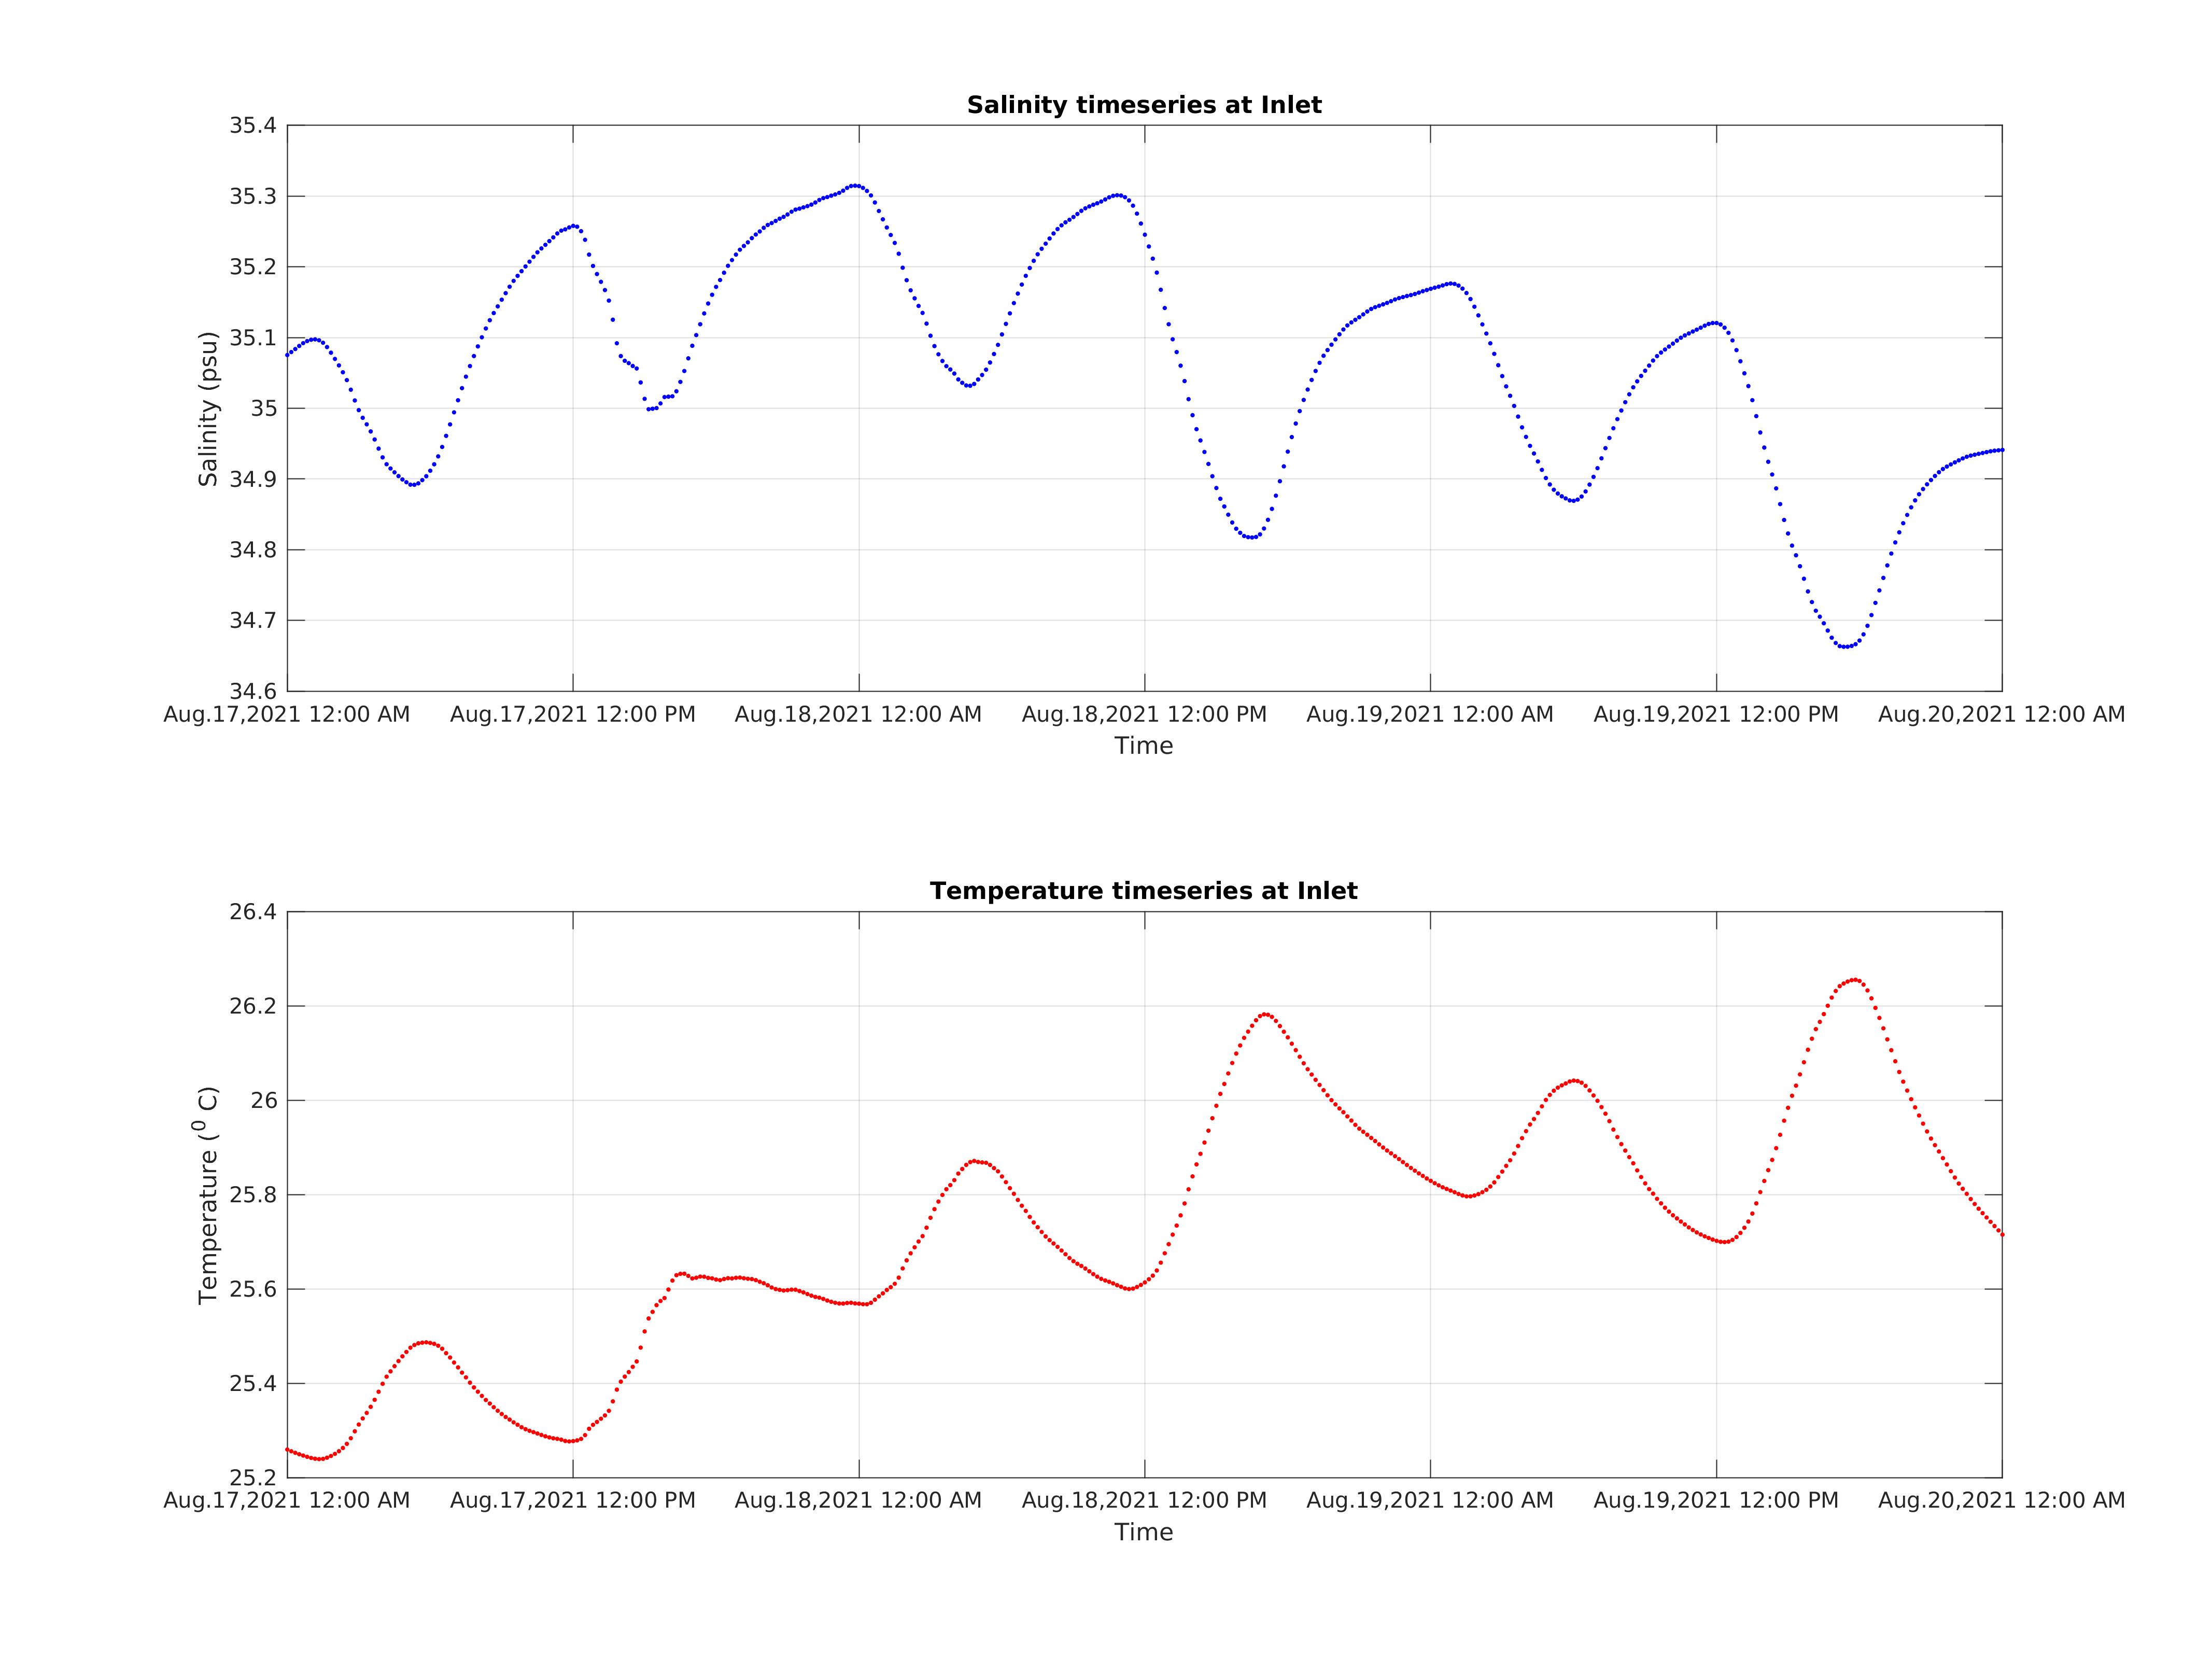 Salinity timeseries at Inlet
35.4
35.3
35.2
35.1
35
34.9
34.8
34.7
34.6
Salinity (psu)
Aug.17,2021 12:00 AM Aug.17,2021 12:00 PM Aug.18,2021 12:00 AM Aug.18,2021 12:00 PM Aug.19,2021 12:00 AM Aug.19,2021 12:00 PM Aug.20,2021 12:00 AM
Time
Temperature timeseries at Inlet
26.4
26.2
26
25.8
25.6
25.4
25.2
Temperature (⁰ C)
Aug.17,2021 12:00 AM Aug.17,2021 12:00 PM Aug.18,2021 12:00 AM Aug.18,2021 12:00 PM Aug.19,2021 12:00 AM Aug.19,2021 12:00 PM Aug.20,2021 12:00 AM
Time